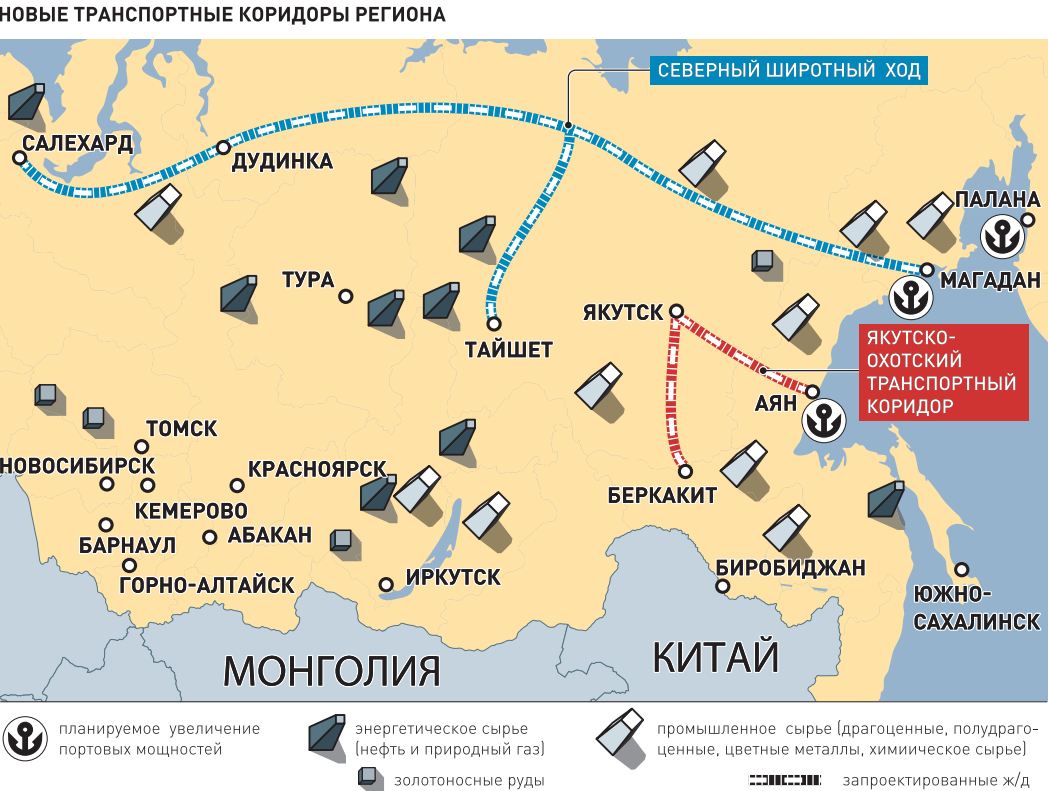 НОВЫЕ ТРАНСПОРТНЫЕ КОРИДОРЫ РЕГИОНА
СЕВЕРНЫЙ ШИРОТНЫЙ ХОД
САЛЕХАРД
ДУДИНКА
ПАЛАНА
МАГАДАН
ТУРА
ЯКУТСК
ТАЙШЕТ
ЯКУТСКО-
ОХОТСКИЙ
ТРАНСПОРТНЫЙ
КОРИДОР
АЯН
ТОМСК
НОВОСИБИРСК
КРАСНОЯРСК
КЕМЕРОВО
БЕРКАКИТ
БАРНАУЛ
АБАКАН
ГОРНО-АЛТАЙСК
ИРКУТСК
БИРОБИДЖАН
ЮЖНО-
САХАЛИНСК
МОНГОЛИЯ
КИТАЙ
планируемое увеличение
портовых мощностей
энергетическое сырье
(нефть и природный газ)
золотоносные руды
промышленное сырье (драгоценные, полудраго-
ценные, цветные металлы, химиическое сырье)
запроектированные ж/д